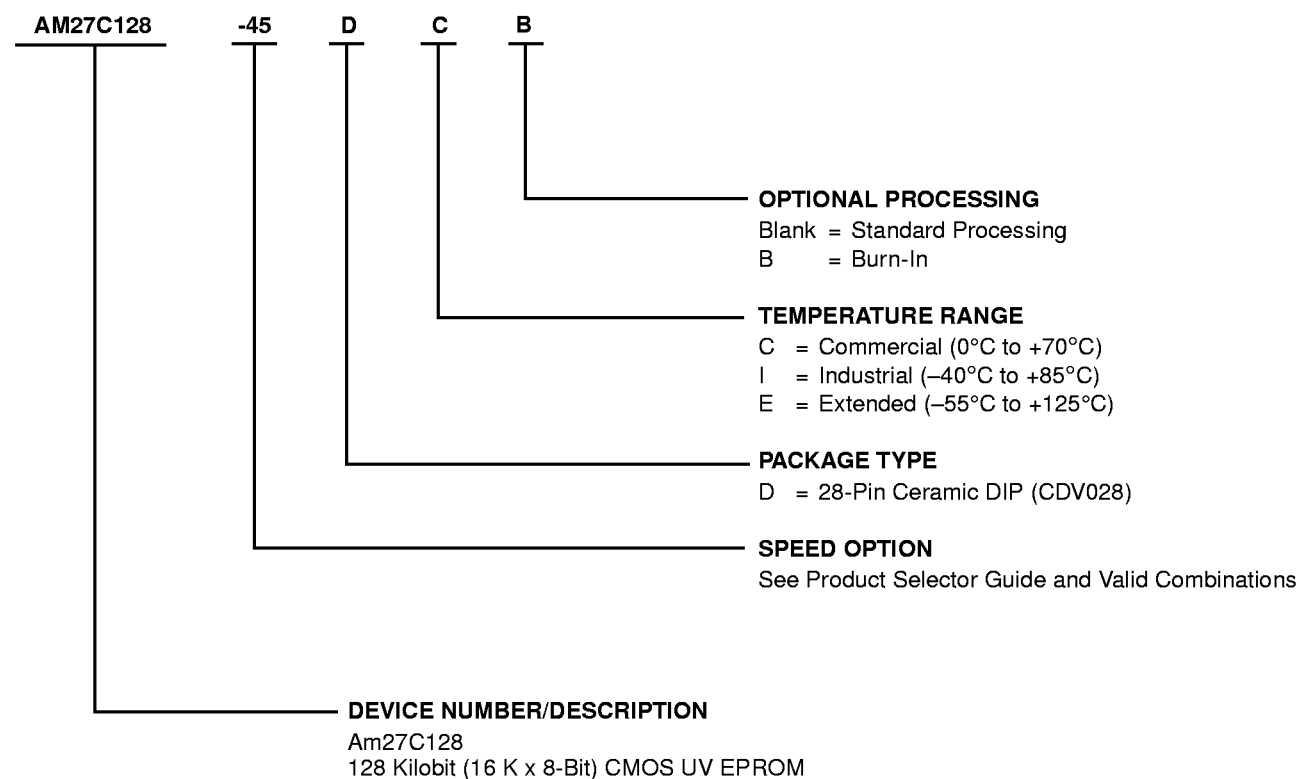 AM27C128 -45 D C B
OPTIONAL PROCESSING
Blank = Standard Processing
B = Burn-In
TEMPERATURE RANGE
C = Commercial (0°C to +70°C)
I = Industrial (–40°C to +85°C)
E = Extended (–55°C to +125°C)
PACKAGE TYPE
D = 28-Pin Ceramic DIP (CDV028)
SPEED OPTION
See Product Selector Guide and Valid Combinations
DEVICE NUMBER/DESCRIPTION
Am27C128
128 Kilobit (16 K x 8-Bit) CMOS UV EPROM